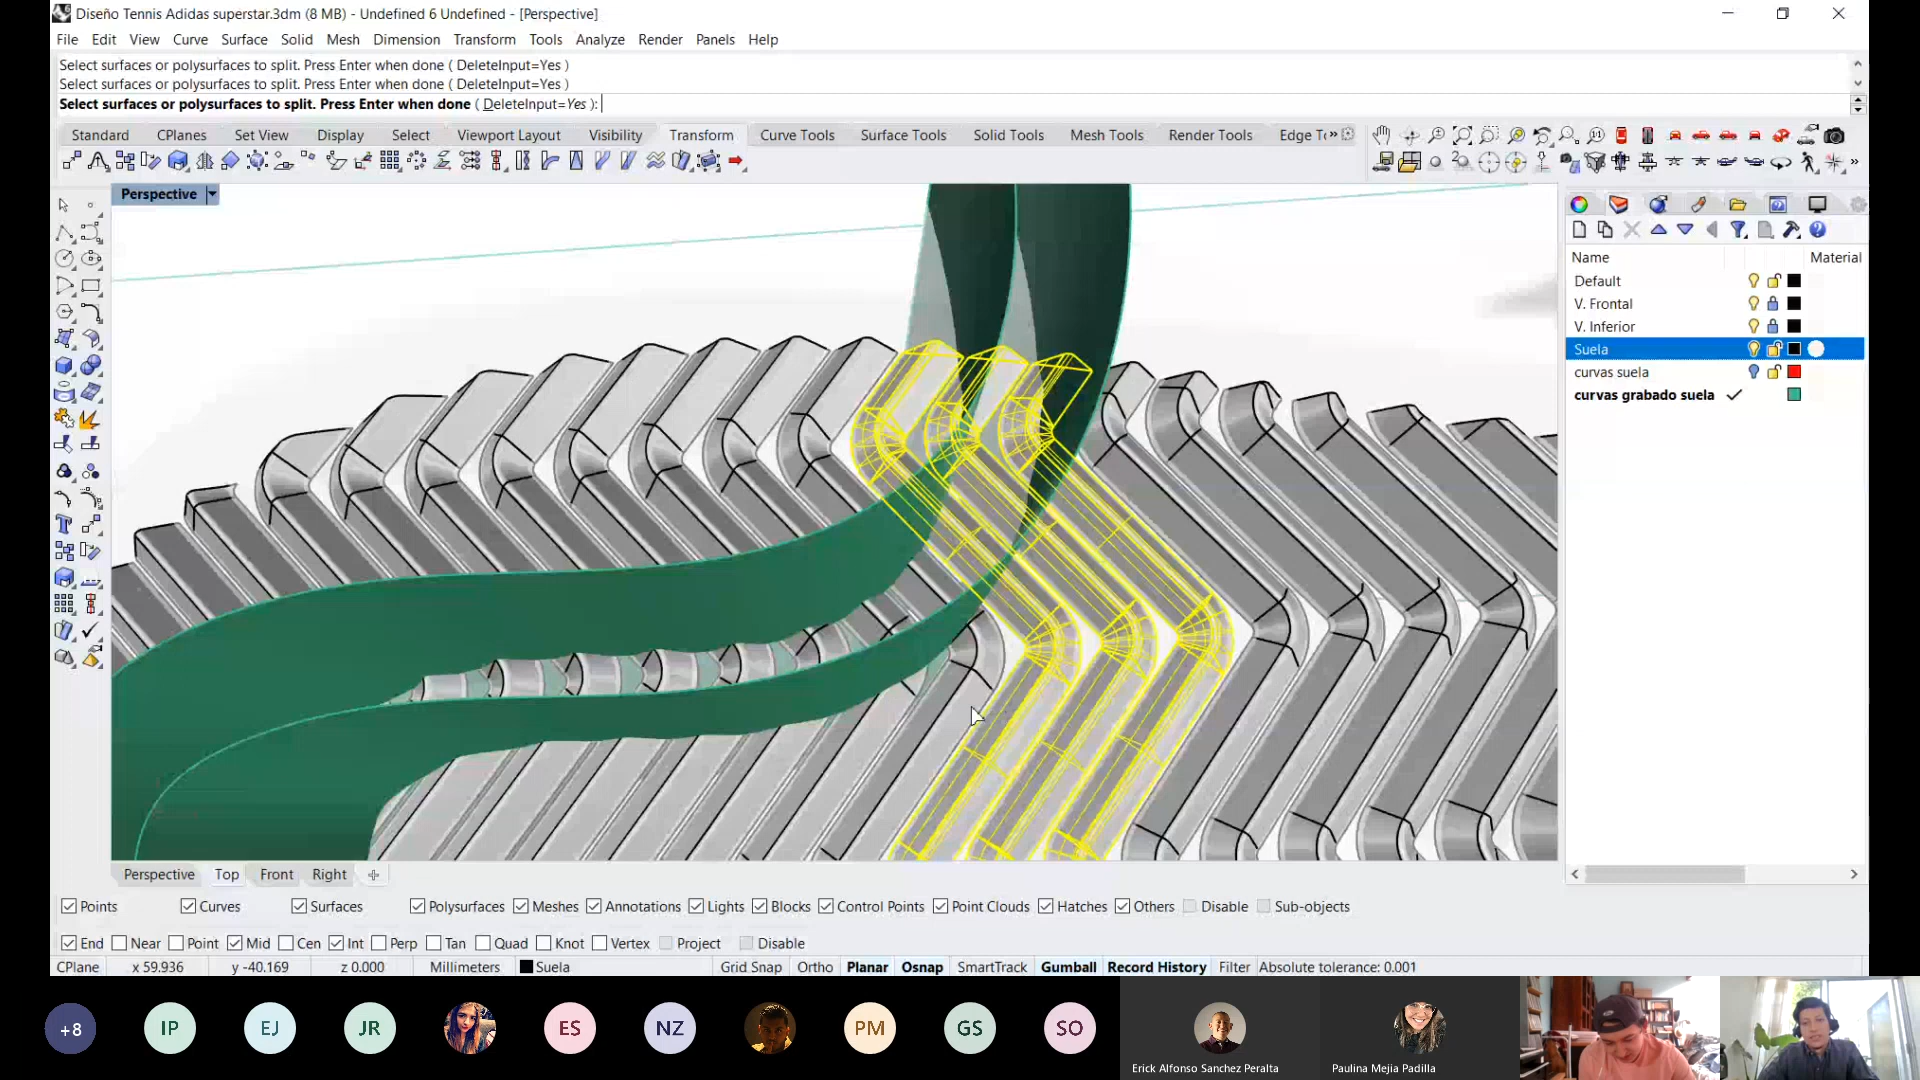 Diseño Tennis Adidas superstar.3dm (8 MB) - Undefined 6 Undefined - [Perspective]
File Edit View Curve Surface Solid Mesh Dimension Transform Tools Analyze Render Panels Help
Select surfaces or polysurfaces to split. Press Enter when done ( DeleteInput=Yes )
Select surfaces or polysurfaces to split. Press Enter when done ( DeleteInput=Yes )
Select surfaces or polysurfaces to split. Press Enter when done ( DeleteInput=Yes ):
Standard CPlanes Set View Display Select Viewport Layout Visibility Transform Curve Tools Surface Tools Solid Tools Mesh Tools Render Tools Edge To
Perspective
Name Material
Default
V. Frontal
V. Inferior
Suela
curvas suela
curvas grabado suela
Perspective Top Front Right
Points Curves Surfaces Polysurfaces Meshes Annotations Lights Blocks Control Points Point Clouds Hatches Others Disable Sub-objects
End Near Point Mid Cen Int Perp Tan Quad Knot Vertex Project Disable
CPlane x 59.936 y -40.169 z 0.000 Millimeters Suela Grid Snap Ortho Planar Osnap SmartTrack Gumball Record History Filter Absolute tolerance: 0.001
+8 IP EJ JR ES NZ PM GS SO
Erick Alfonso Sanchez Peralta Paulina Mejia Padilla